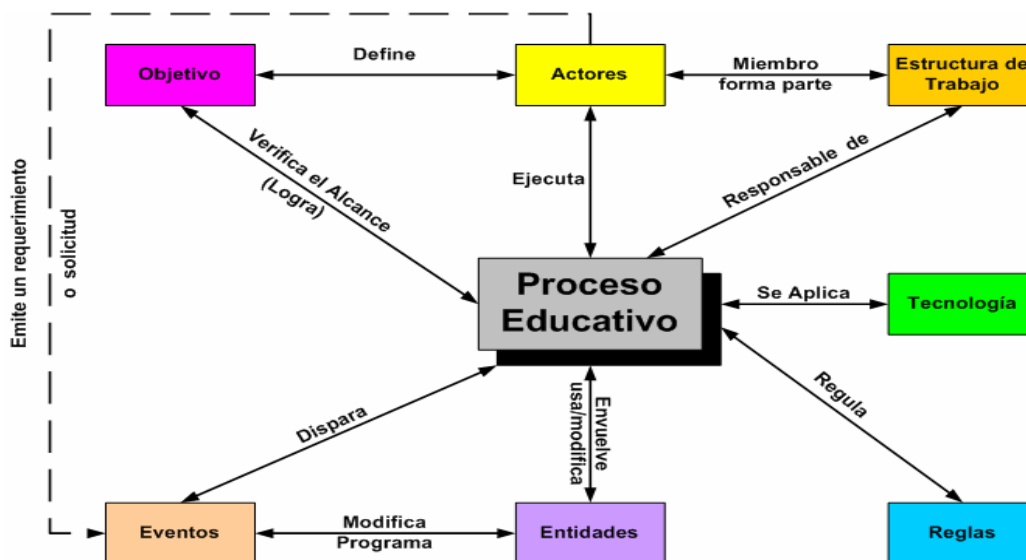 Objetivo
Define
Actores
Miembro
forma parte
Estructura de
Trabajo
Verifica el Alcance
(Logra)
Ejecuta
Responsable de
Emite un requerimiento
o solicitud
Proceso
Educativo
Se Aplica
Tecnología
Dispara
Envuelve
usa/modifica
Regula
Eventos
Modifica
Programa
Entidades
Reglas